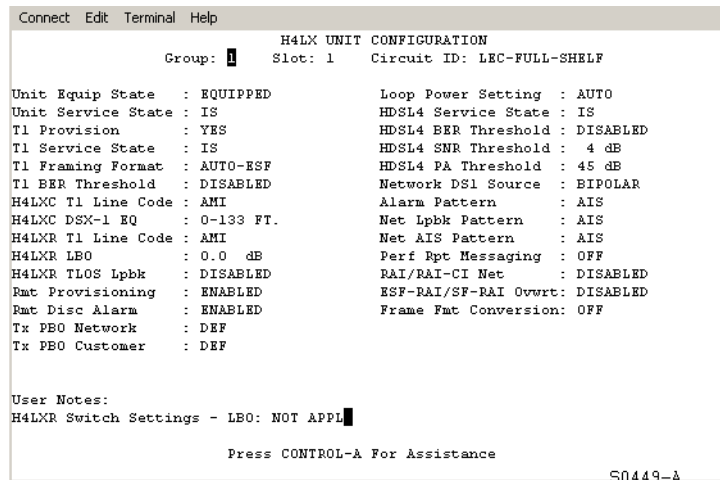 Connect Edit Terminal Help
H4LX UNIT CONFIGURATION
Group: 1 Slot: 1 Circuit ID: LEC-FULL-SHELF
Unit Equip State : EQUIPPED Loop Power Setting : AUTO
Unit Service State : IS HDSL4 Service State : IS
T1 Provision : YES HDSL4 BER Threshold : DISABLED
T1 Service State : IS HDSL4 SNR Threshold : 4 dB
T1 Framing Format : AUTO-ESF HDSL4 PA Threshold : 45 dB
T1 BER Threshold : DISABLED Network DS1 Source : BIPOLAR
H4LXC T1 Line Code : AMI Alarm Pattern : AIS
H4LXC DSX-1 EQ : 0-133 FT. Net Lpbk Pattern : AIS
H4LXR T1 Line Code : AMI Net AIS Pattern : AIS
H4LXR LBO : 0.0 dB Perf Rpt Messaging : OFF
H4LXR TLOS Lpbk : DISABLED RAI/RAI-CI Net : DISABLED
Rmt Provisioning : ENABLED ESF-RAI/SF-RAI Ovwrt: DISABLED
Rmt Disc Alarm : ENABLED Frame Fmt Conversion: OFF
Tx PBO Network : DEF
Tx PBO Customer : DEF
User Notes:
H4LXR Switch Settings - LBO: NOT APPL
Press CONTROL-A For Assistance
S0449-A